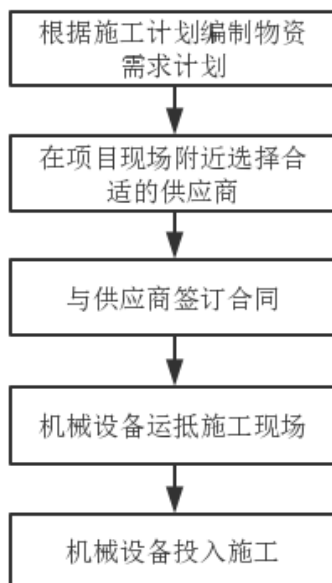 根据施工计划编制物资
需求计划
在项目现场附近选择合
适的供应商
与供应商签订合同
机械设备运抵施工现场
机械设备投入施工